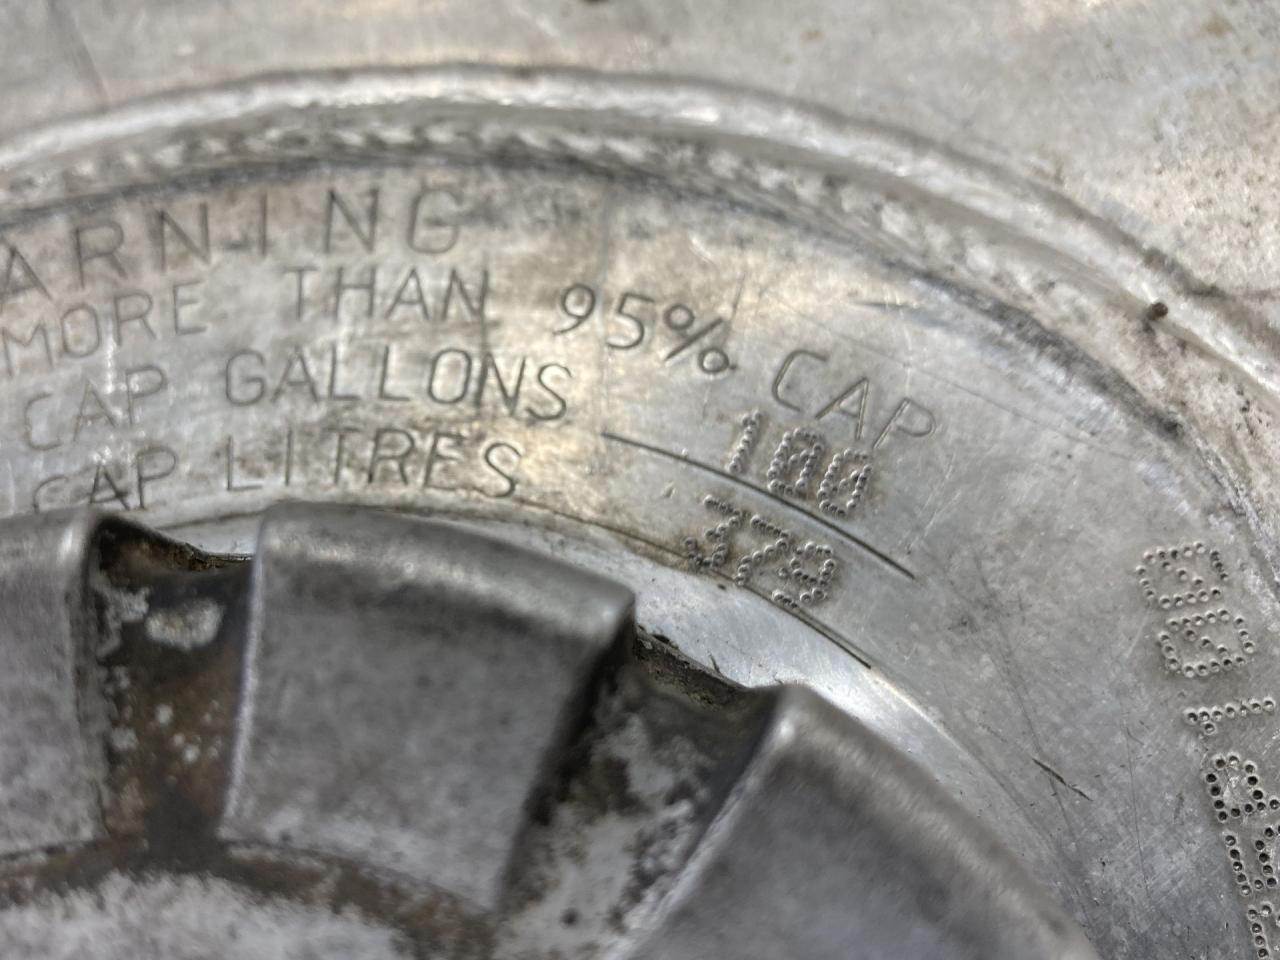 ARNING
MORE THAN 95% CAP
CAP GALLONS 100
CAP LITRES 379